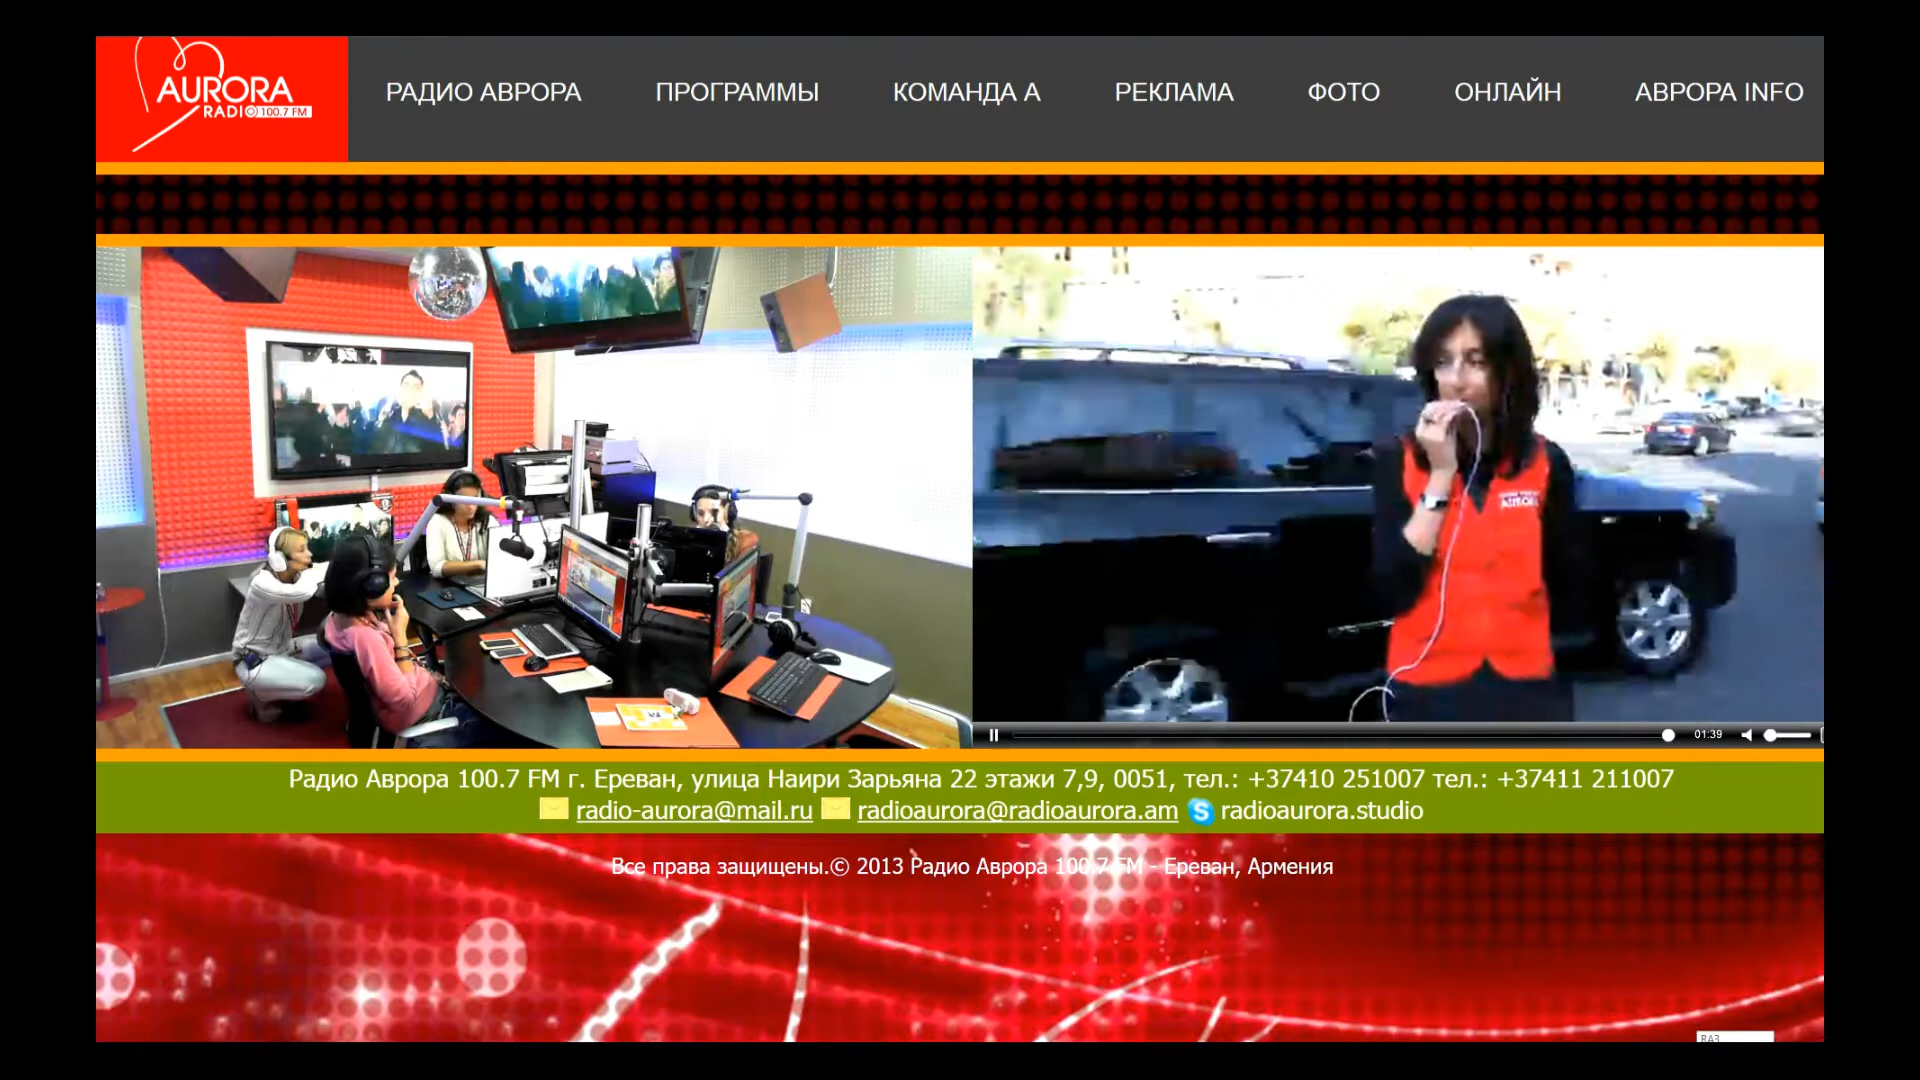 AURORA
RADIO 100.7 FM
РАДИО АВРОРА
ПРОГРАММЫ
КОМАНДА А
РЕКЛАМА
ФОТО
ОНЛАЙН
АВРОРА INFO
01:39
Радио Аврора 100.7 FM г. Ереван, улица Наири Зарьяна 22 этажи 7,9, 0051, тел.: +37410 251007 тел.: +37411 211007
radio-aurora@mail.ru radioaurora@radioaurora.am radioaurora.studio
Все права защищены.© 2013 Радио Аврора 100.7 FM - Ереван, Армения